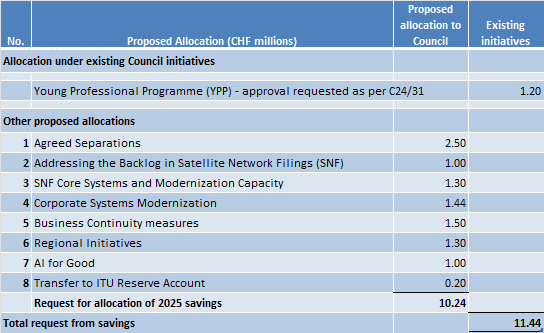 No. Proposed Allocation (CHF millions) Proposed allocation to Council Existing initiatives
Allocation under existing Council initiatives
Young Professional Programme (YPP) - approval requested as per C24/31 1.20
Other proposed allocations
1 Agreed Separations 2.50
2 Addressing the Backlog in Satellite Network Filings (SNF) 1.00
3 SNF Core Systems and Modernization Capacity 1.30
4 Corporate Systems Modernization 1.44
5 Business Continuity measures 1.50
6 Regional Initiatives 1.30
7 AI for Good 1.00
8 Transfer to ITU Reserve Account 0.20
Request for allocation of 2025 savings 10.24
Total request from savings 11.44